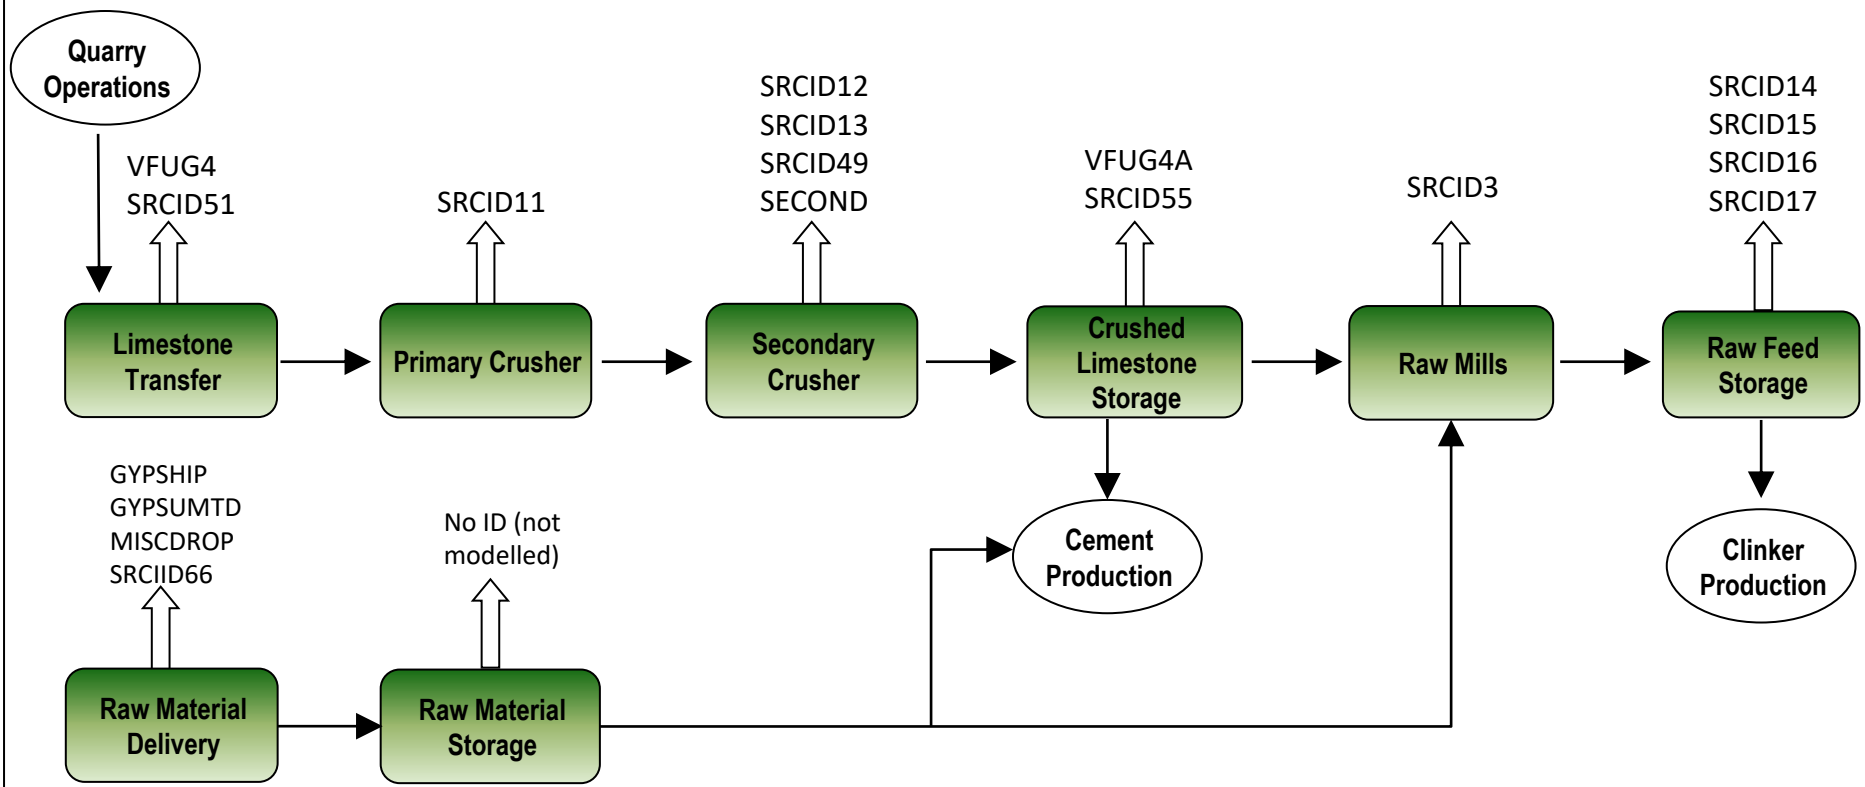 Quarry
Operations
VFUG4
SRCID51
SRCID11
SRCID12
SRCID13
SRCID49
SECOND
VFUG4A
SRCID55
SRCID3
SRCID14
SRCID15
SRCID16
SRCID17
Limestone
Transfer
Primary Crusher
Secondary
Crusher
Crushed
Limestone
Storage
Raw Mills
Raw Feed
Storage
GYPSHIP
GYPSUMTD
MISCDROP
SRCIID66
No ID (not
modelled)
Cement
Production
Clinker
Production
Raw Material
Delivery
Raw Material
Storage